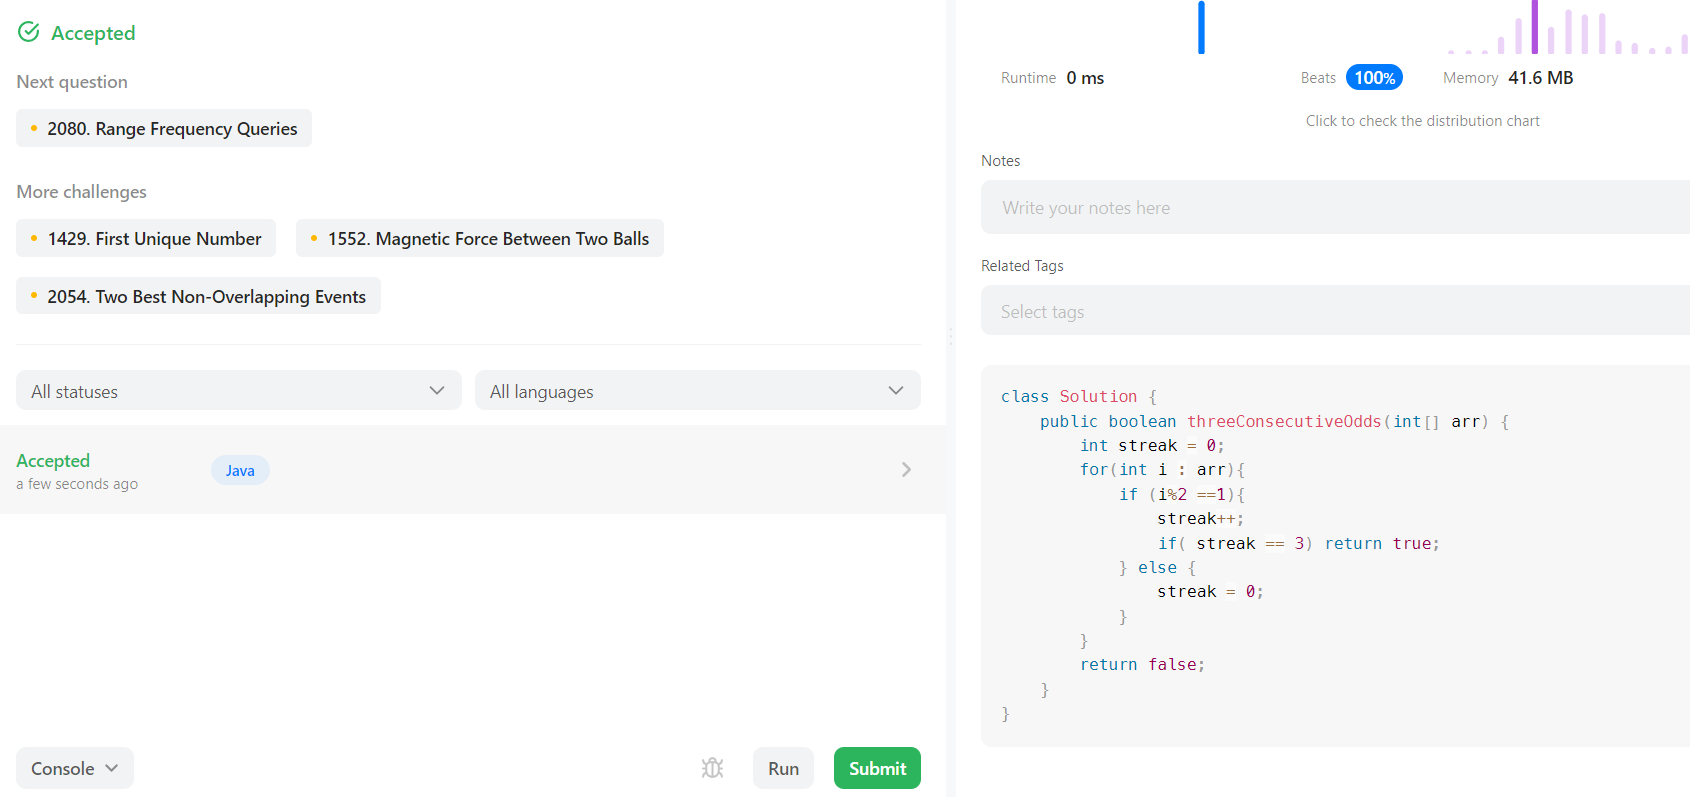 Accepted
Next question
2080. Range Frequency Queries
More challenges
1429. First Unique Number
1552. Magnetic Force Between Two Balls
2054. Two Best Non-Overlapping Events
All statuses
All languages
Accepted
a few seconds ago
Java
Console
Run
Submit
Runtime 0 ms
Beats 100%
Memory 41.6 MB
Click to check the distribution chart
Notes
Write your notes here
Related Tags
Select tags
class Solution {
    public boolean threeConsecutiveOdds(int[] arr) {
        int streak = 0;
        for(int i : arr){
            if (i%2 ==1){
                streak++;
                if( streak == 3) return true;
            } else {
                streak = 0;
            }
        }
        return false;
    }
}